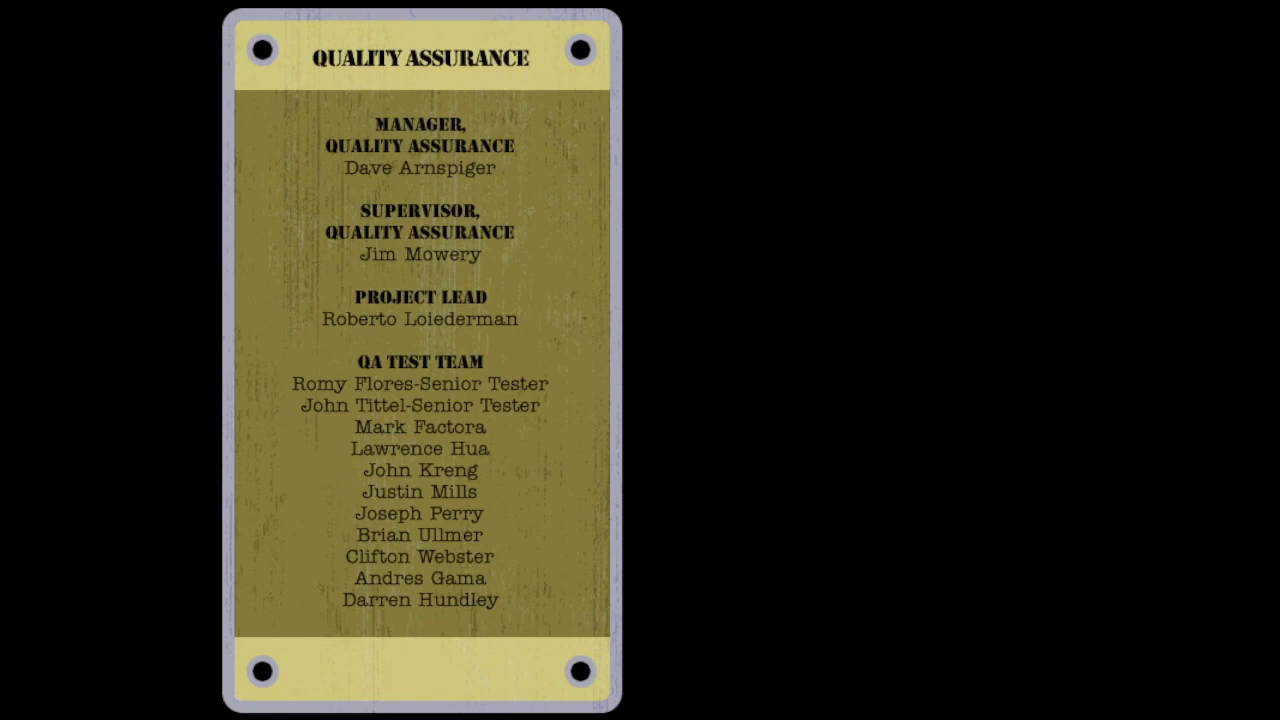 QUALITY ASSURANCE
MANAGER,
QUALITY ASSURANCE
Dave Arnspiger
SUPERVISOR,
QUALITY ASSURANCE
Jim Mowery
PROJECT LEAD
Roberto Loiederman
QA TEST TEAM
Romy Flores-Senior Tester
John Tittel-Senior Tester
Mark Factora
Lawrence Hua
John Kreng
Justin Mills
Joseph Perry
Brian Ullmer
Clifton Webster
Andres Gama
Darren Hundley